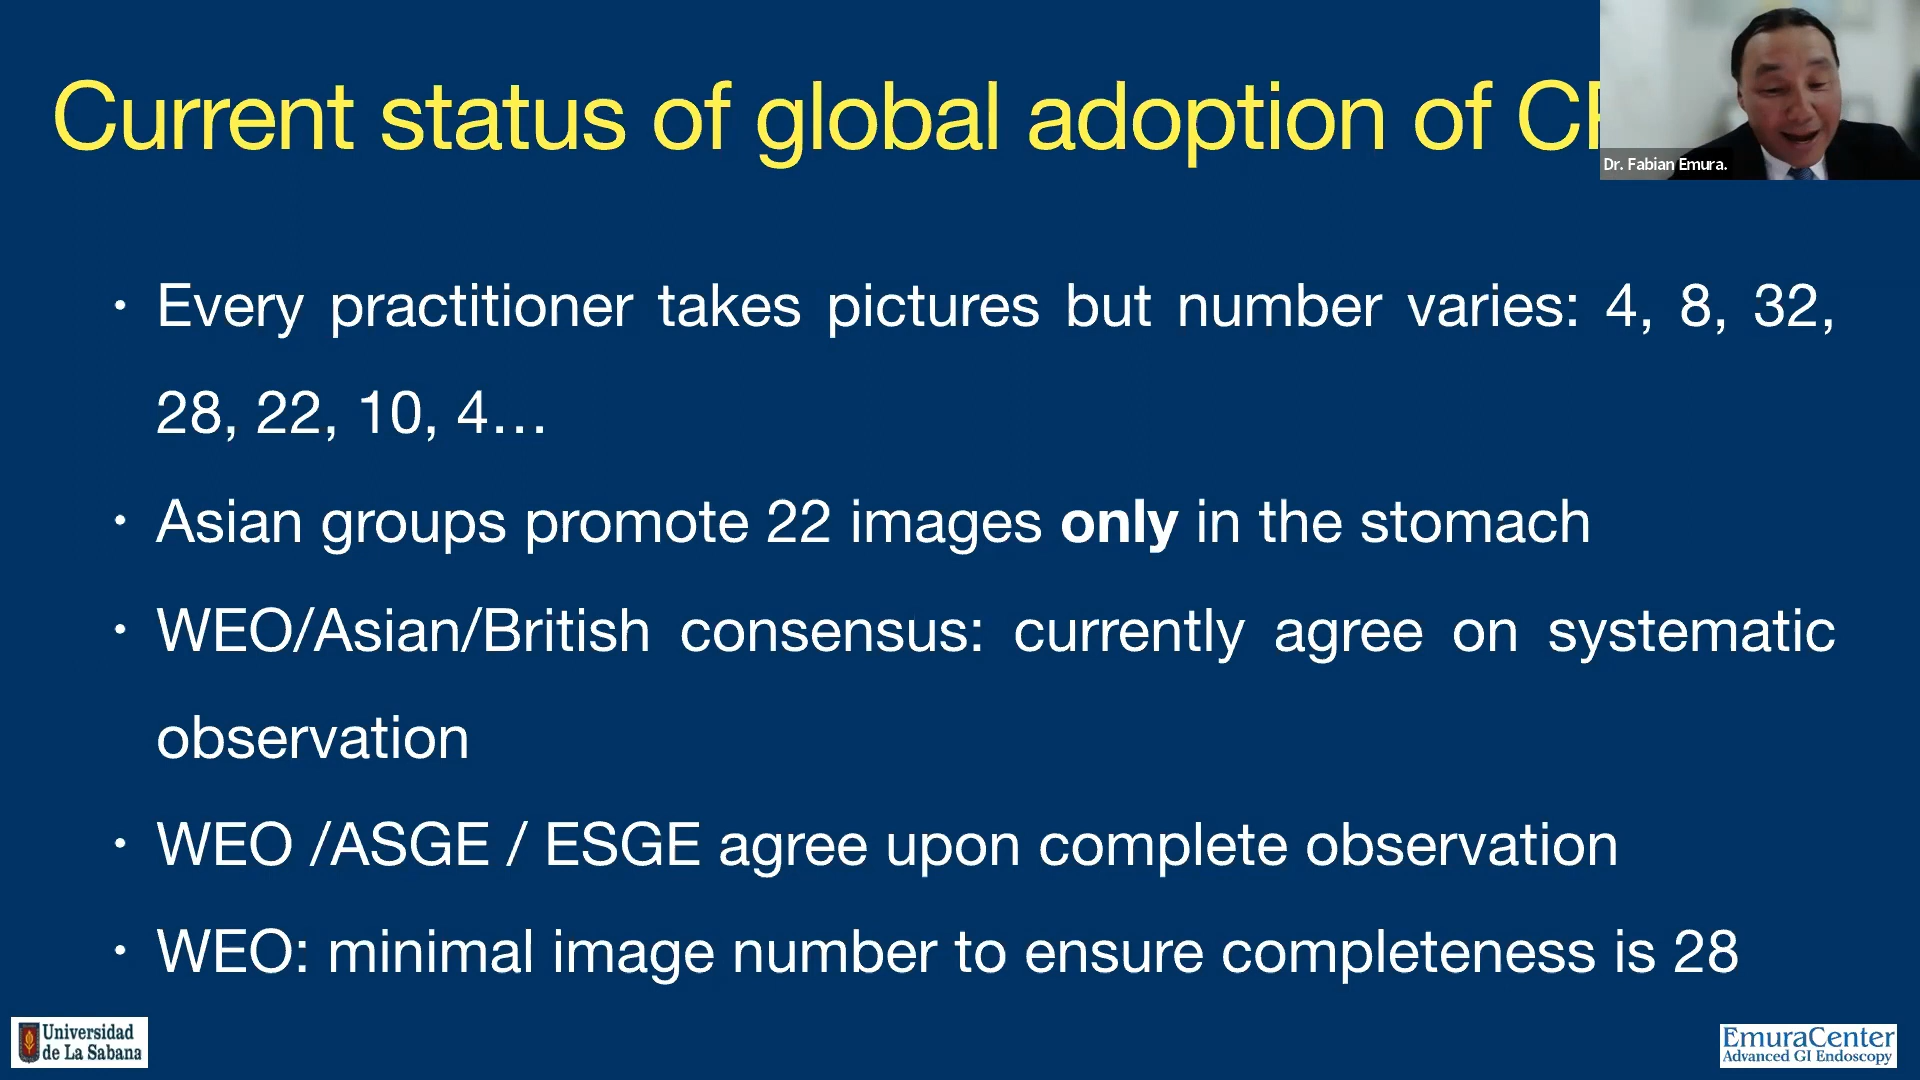 Current status of global adoption of
Dr. Fabian Emura.
• Every practitioner takes pictures but number varies: 4, 8, 32,
28, 22, 10, 4…
• Asian groups promote 22 images only in the stomach
• WEO/Asian/British consensus: currently agree on systematic
observation
• WEO /ASGE / ESGE agree upon complete observation
• WEO: minimal image number to ensure completeness is 28
Universidad
de La Sabana
EmuraCenter
Advanced GI Endoscopy